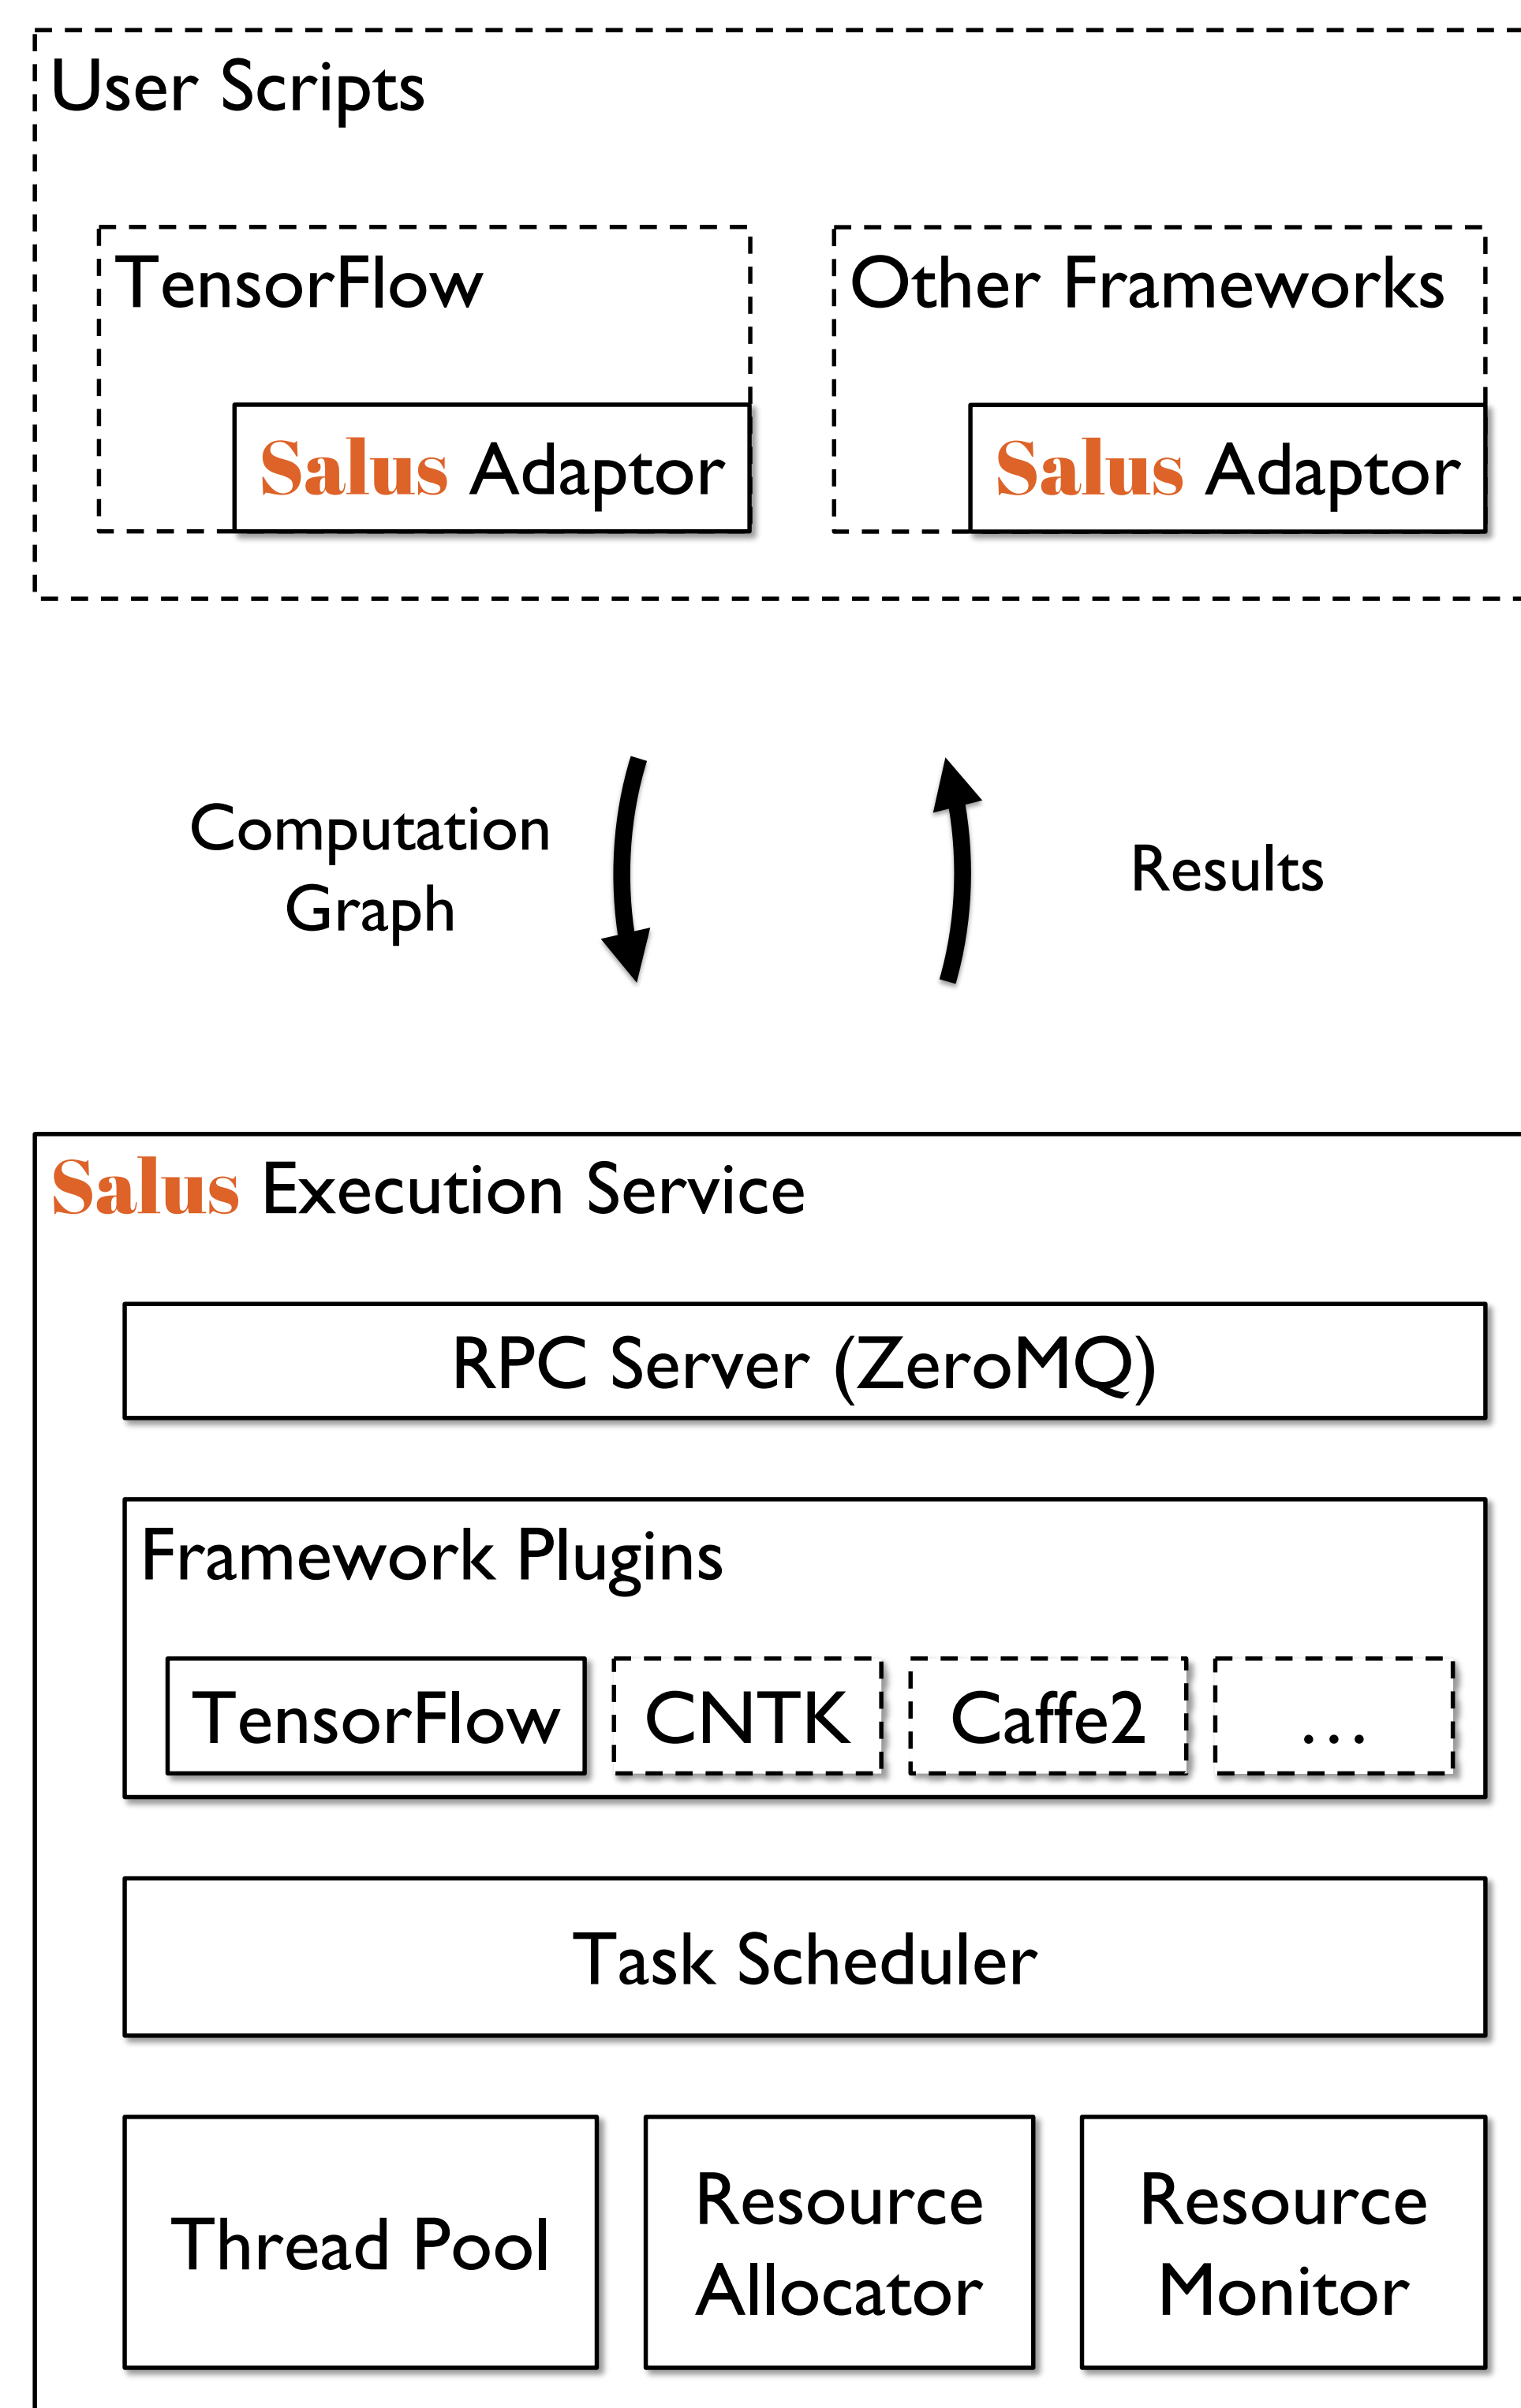 User Scripts
TensorFlow
Other Frameworks
Salus Adaptor
Salus Adaptor
Computation
Graph
Results
Salus Execution Service
RPC Server (ZeroMQ)
Framework Plugins
TensorFlow
CNTK
Caffe2
...
Task Scheduler
Thread Pool
Resource
Allocator
Resource
Monitor